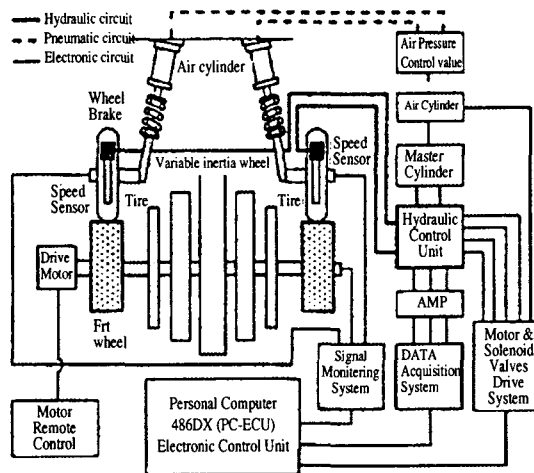 Hydraulic circuit
Pneumatic circuit
Electronic circuit
Air Pressure
Control value
Air cylinder
Wheel
Brake
Air Cylinder
Speed
Sensor
Master
Cylinder
Variable inertia wheel
Speed
Sensor
Tire
Tire
Hydraulic
Control
Unit
Drive
Motor
AMP
Frt
wheel
Signal
Monitering
System
DATA
Acquisition
System
Motor &
Solenoid
Valves
Drive
System
Motor
Remote
Control
Personal Computer
486DX (PC-ECU)
Electronic Control Unit